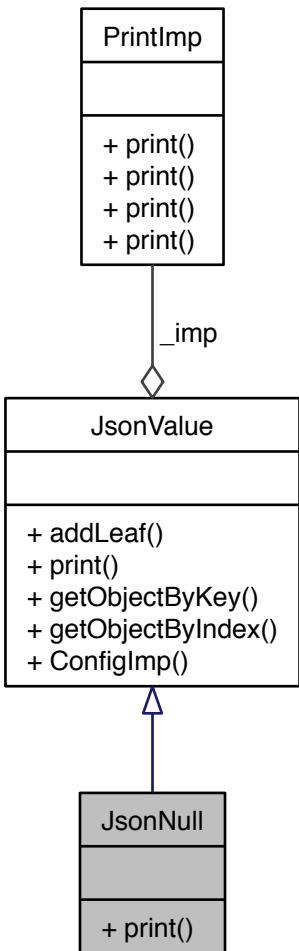 PrintImp
+ print()
+ print()
+ print()
+ print()
_imp
JsonValue
+ addLeaf()
+ print()
+ getObjectByKey()
+ getObjectByIndex()
+ ConfigImp()
JsonNull
+ print()